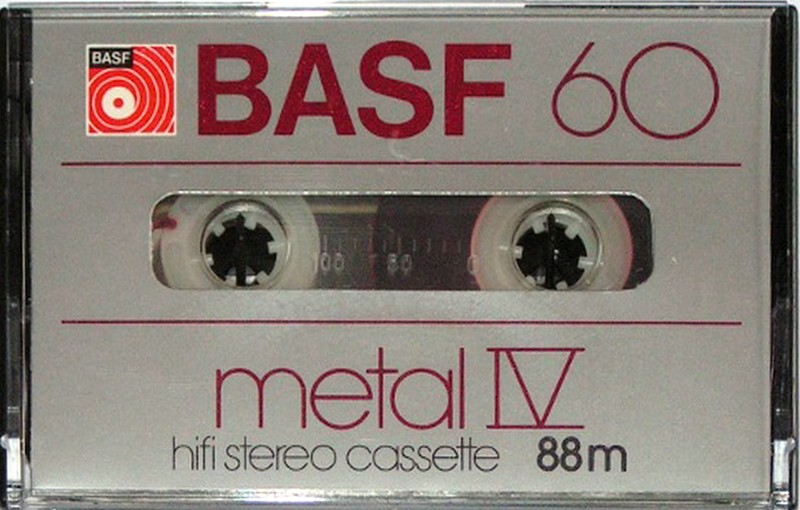 BASF
BASF 60
100 50 0
metal IV
hifi stereo cassette 88m